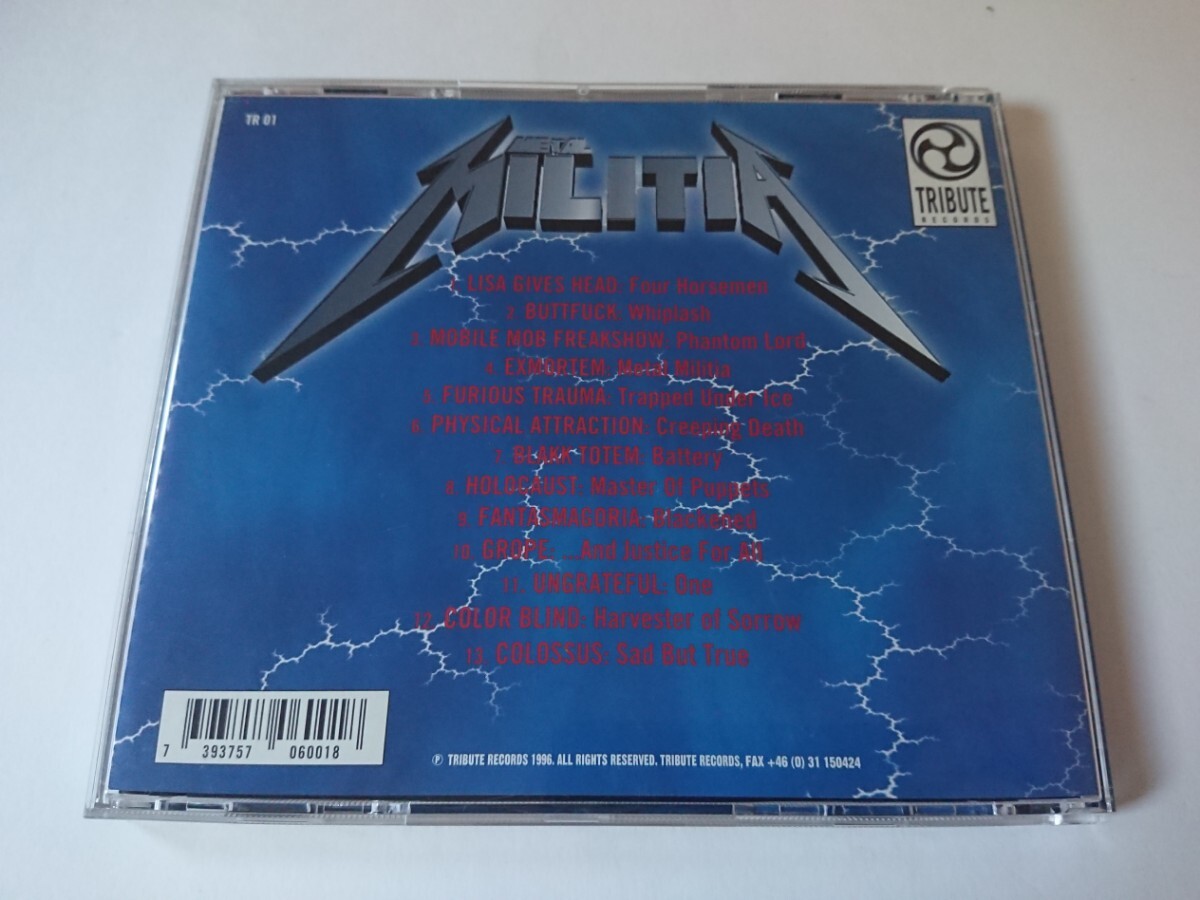 TR 01
METAL
MILITIA
TRIBUTE
RECORDS
1. LISA GIVES HEAD: Four Horsemen
2. BUTTFUCK: Whiplash
3. MOBILE MOB FREAKSHOW: Phantom Lord
4. EXMORTEM: Metal Militia
5. FURIOUS TRAUMA: Trapped Under Ice
6. PHYSICAL ATTRACTION: Creeping Death
7. BLAKK TOTEM: Battery
8. HOLOCAUST: Master Of Puppets
9. FANTASMAGORIA: Blackened
10. GROPE: ...And Justice For All
11. UNGRATEFUL: One
12. COLOR BLIND: Harvester of Sorrow
13. COLOSSUS: Sad But True
7 393757 060018
Ⓟ TRIBUTE RECORDS 1996. ALL RIGHTS RESERVED. TRIBUTE RECORDS, FAX +46 (0) 31 150424